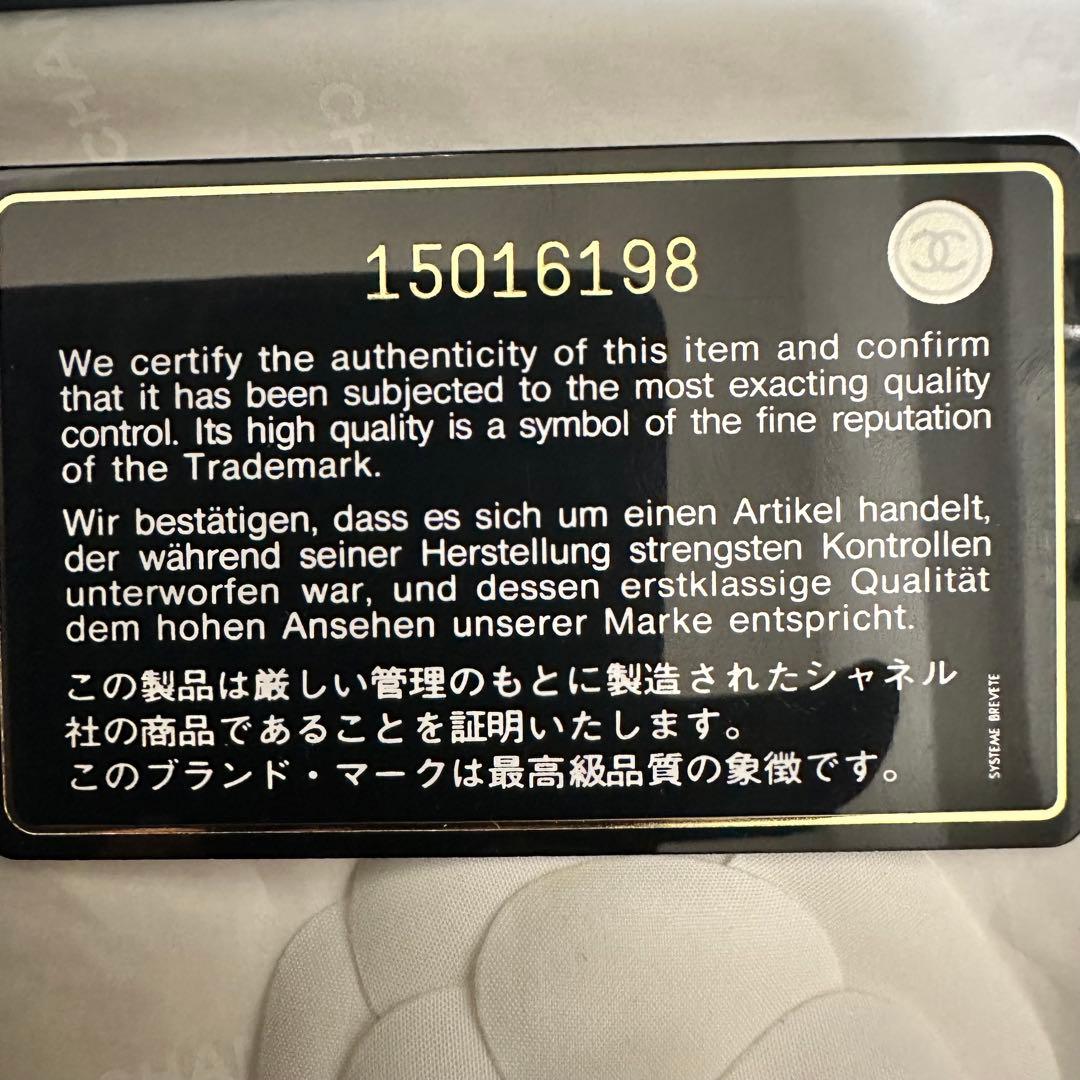 CHA
CH
15016198
We certify the authenticity of this item and confirm
that it has been subjected to the most exacting quality
control. Its high quality is a symbol of the fine reputation
of the Trademark.
Wir bestätigen, dass es sich um einen Artikel handelt,
der während seiner Herstellung strengsten Kontrollen
unterworfen war, und dessen erstklassige Qualität
dem hohen Ansehen unserer Marke entspricht.
この製品は厳しい管理のもとに製造されたシャネル
社の商品であることを証明いたします。
このブランド・マークは最高級品質の象徴です。
SYSTEME BREVETE
CHA